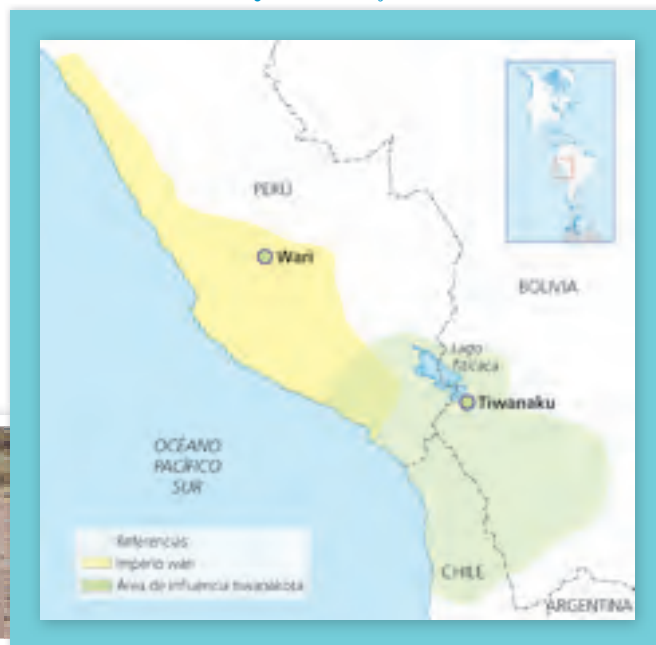 PERÚ
Wari
BOLIVIA
Lago
Titicaca
Tiwanaku
OCÉANO
PACÍFICO
SUR
Referencias
Imperio wari
Área de influencia tiwanakota
CHILE
ARGENTINA